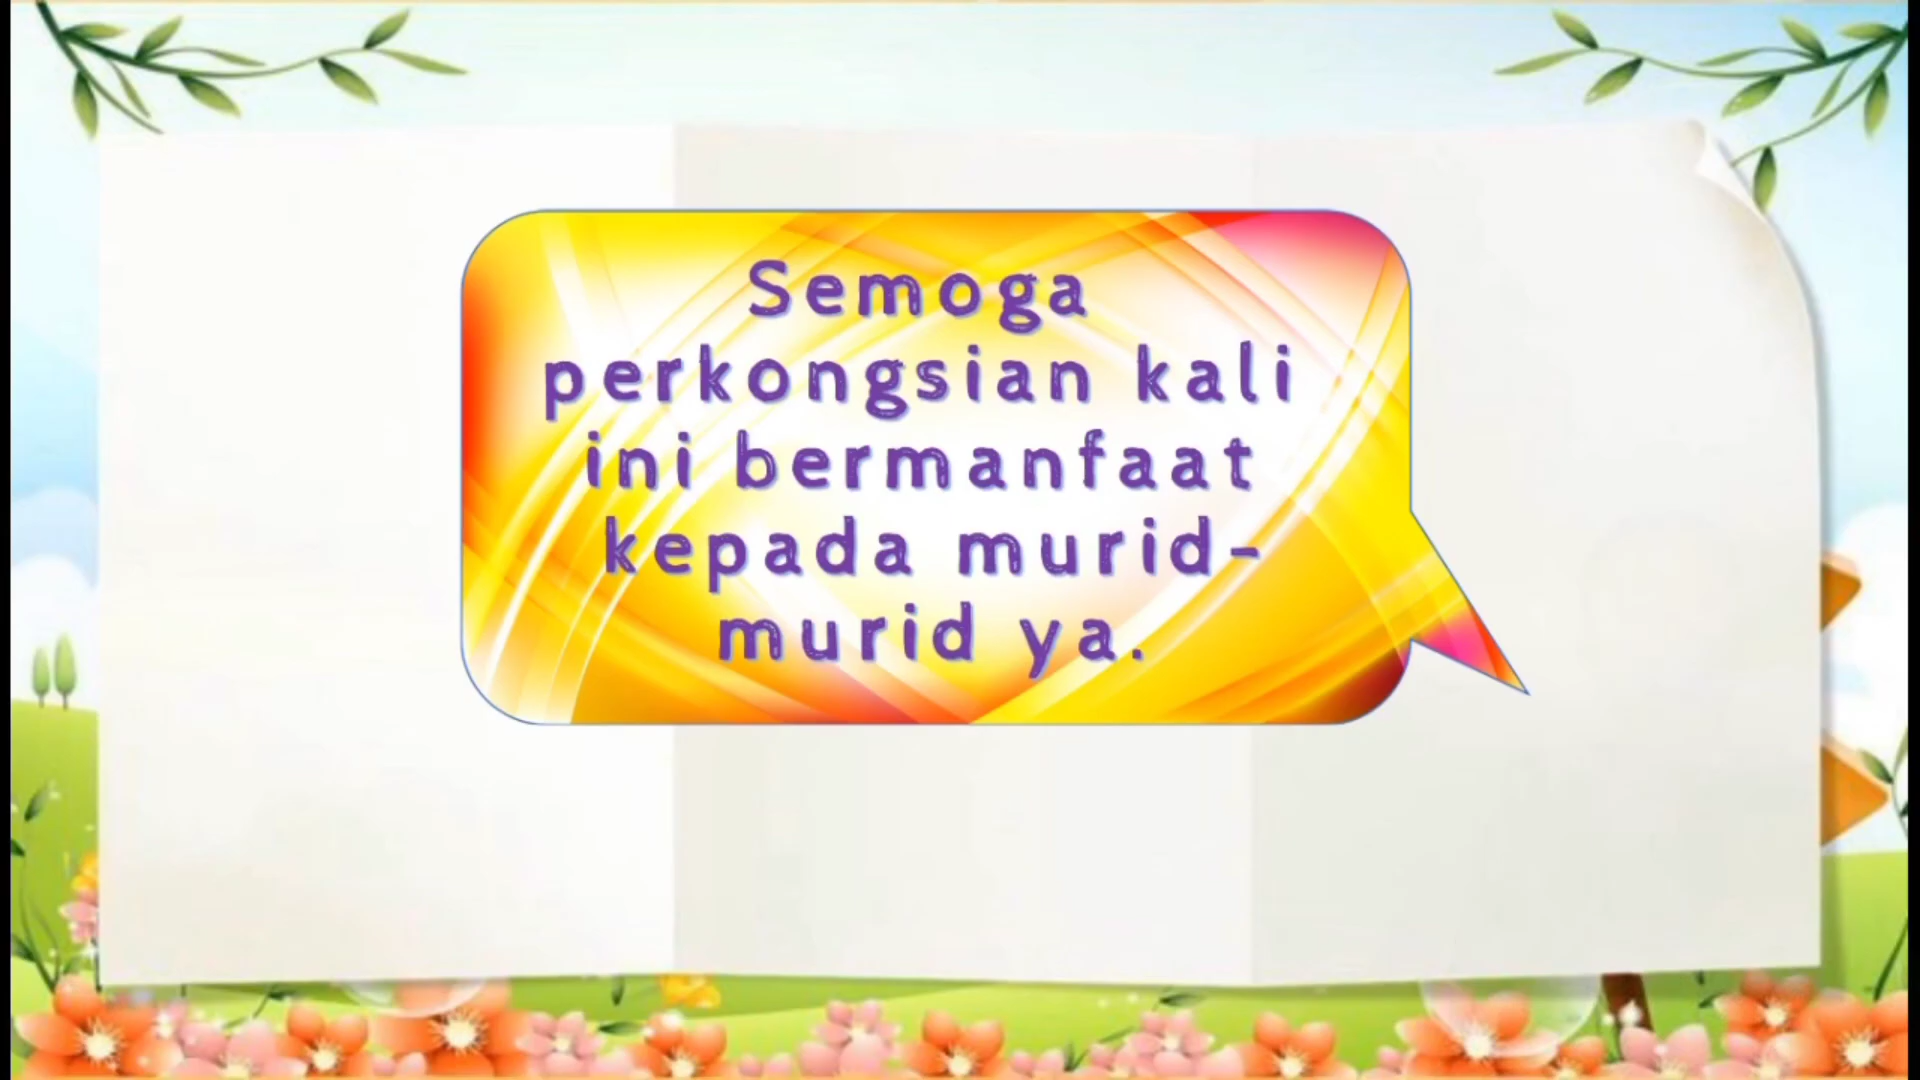 Semoga
perkongsian kali
ini bermanfaat
kepada murid-
murid ya.